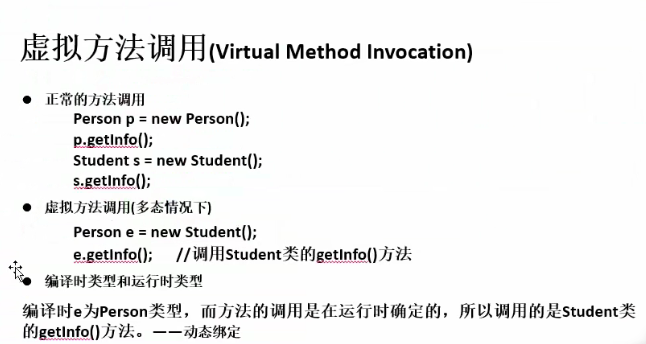 虚拟方法调用(Virtual Method Invocation)
● 正常的方法调用
Person p = new Person();
p.getInfo();
Student s = new Student();
s.getInfo();
● 虚拟方法调用(多态情况下)
Person e = new Student();
e.getInfo(); //调用Student类的getInfo()方法
● 编译时类型和运行时类型
编译时e为Person类型，而方法的调用是在运行时确定的，所以调用的是Student类
的getInfo()方法。——动态绑定